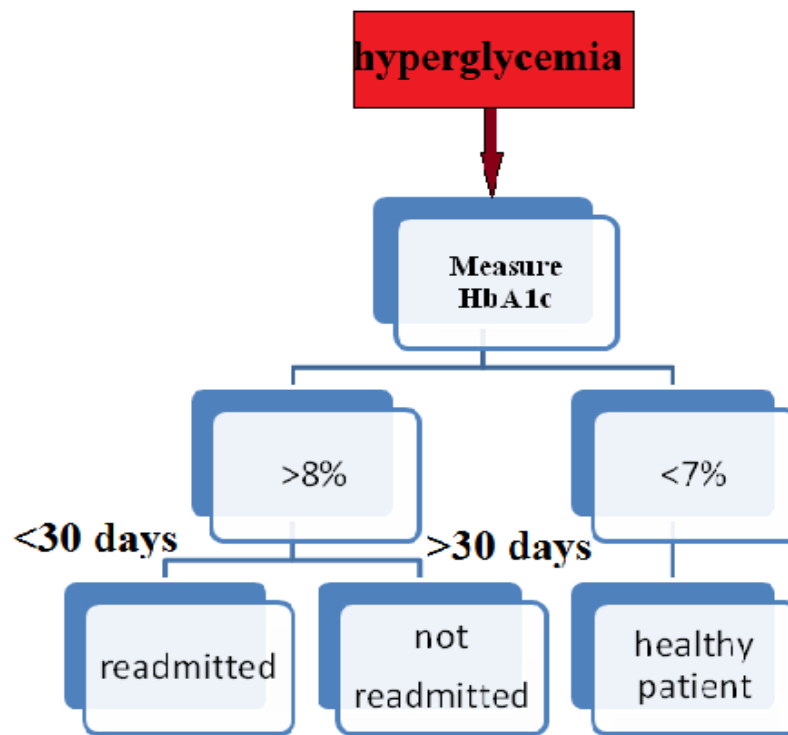 hyperglycemia
Measure
HbA1c
>8%
<7%
<30 days
>30 days
readmitted
not
readmitted
healthy
patient